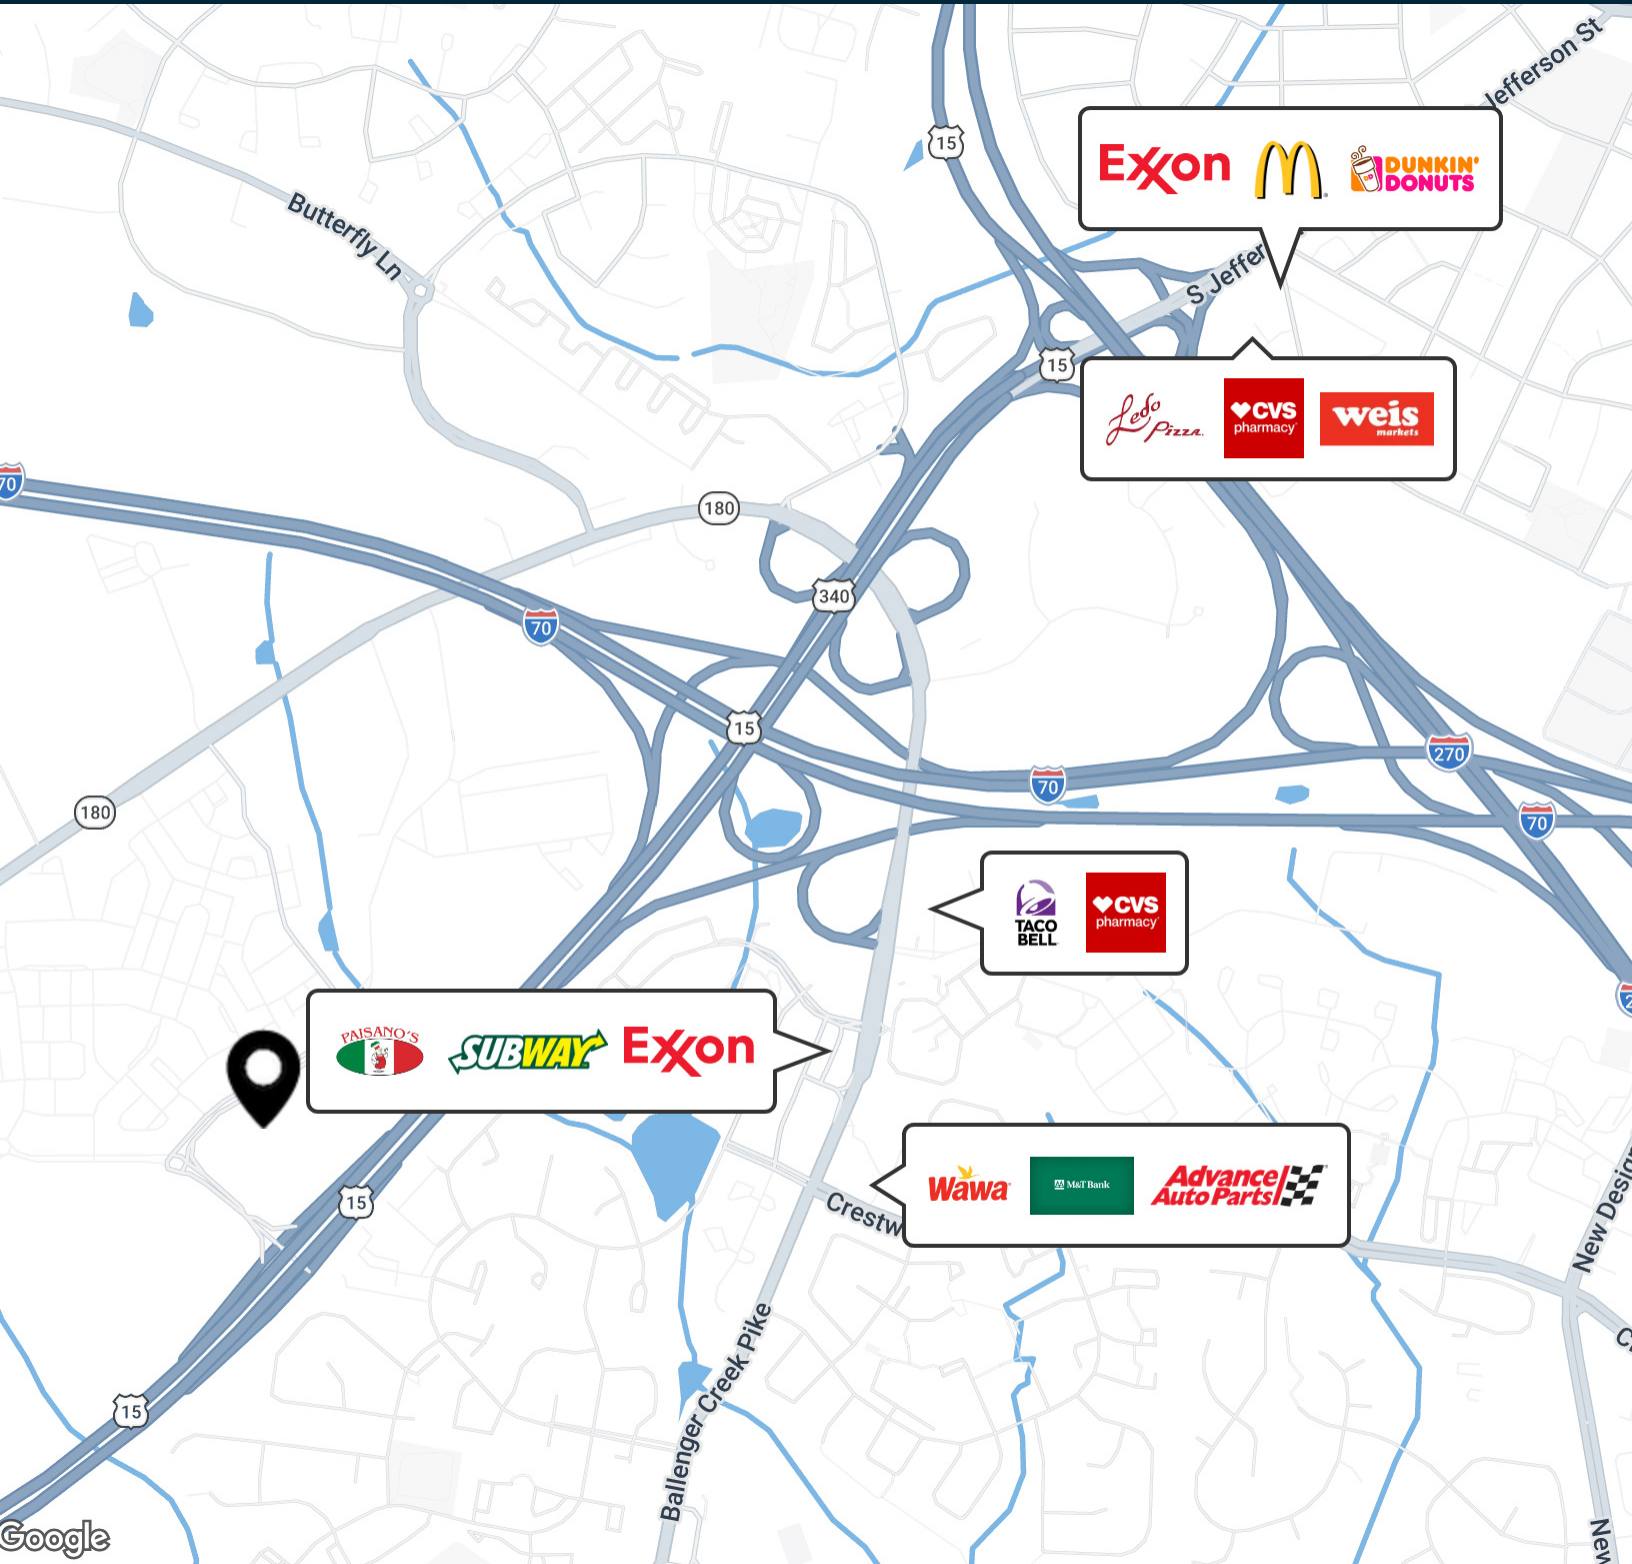 Jefferson St
15
Exxon
DUNKIN'
DONUTS
Butterfly Ln
S Jeffer
15
Ledo
Pizza
CVS
pharmacy
weis
markets
70
180
340
70
15
270
70
70
180
TACO
BELL
CVS
pharmacy
PAISANO'S
SUBWAY
Exxon
Wawa
M&T Bank
Advance
Auto Parts
15
Crestw
New Design
15
Ballenger Creek Pike
Google